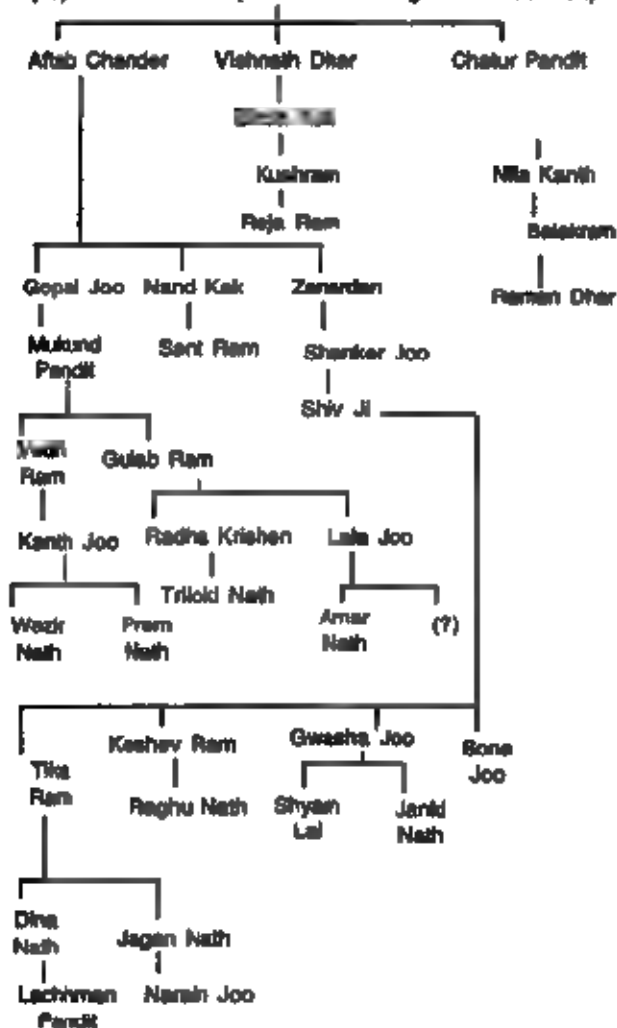 Aftab Chander Vishnath Dhar Chatur Pandit
Kushram Nila Kanth
Raja Ram Balakram
Gopal Joo Nand Kak Zanardan Raman Dhar
Mukund Sant Ram Shanker Joo
Pandit
Shiv Ji
Ram Gulab Ram
Kanth Joo Radha Krishen Lala Joo
Triloki Nath
Wazir Prem Amar (?)
Nath Nath Nath
Keshev Ram Gwasha Joo Bona
Joo
Tika
Ram Raghu Nath Shyam Janki
Lal Nath
Dina
Nath Jagan Nath
Lachhman Narain Joo
Pandit